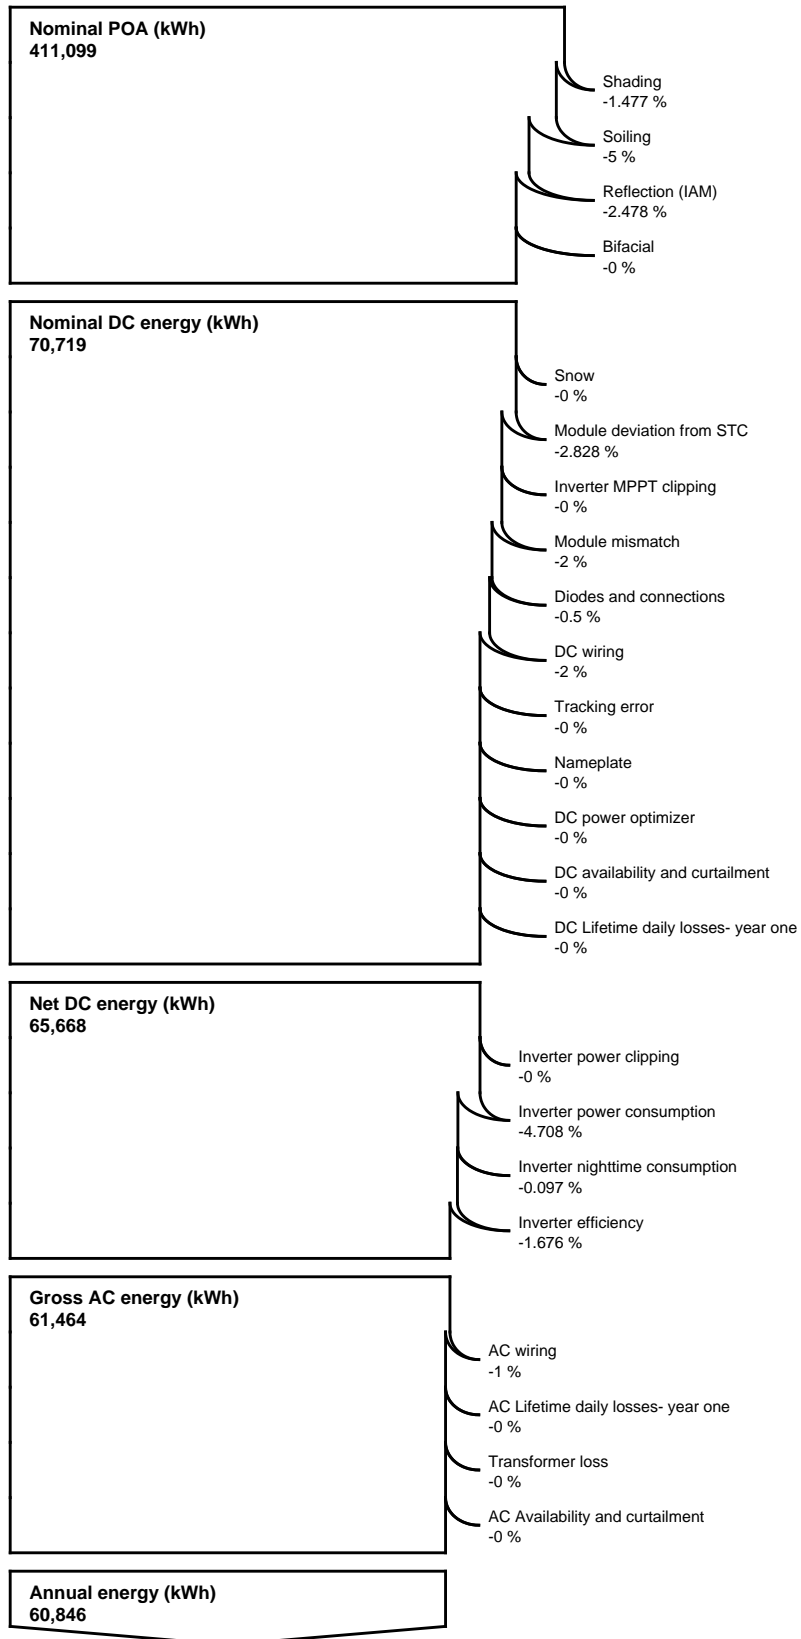 Nominal POA (kWh)
411,099
Shading
-1.477 %
Soiling
-5 %
Reflection (IAM)
-2.478 %
Bifacial
-0 %
Nominal DC energy (kWh)
70,719
Snow
-0 %
Module deviation from STC
-2.828 %
Inverter MPPT clipping
-0 %
Module mismatch
-2 %
Diodes and connections
-0.5 %
DC wiring
-2 %
Tracking error
-0 %
Nameplate
-0 %
DC power optimizer
-0 %
DC availability and curtailment
-0 %
DC Lifetime daily losses- year one
-0 %
Net DC energy (kWh)
65,668
Inverter power clipping
-0 %
Inverter power consumption
-4.708 %
Inverter nighttime consumption
-0.097 %
Inverter efficiency
-1.676 %
Gross AC energy (kWh)
61,464
AC wiring
-1 %
AC Lifetime daily losses- year one
-0 %
Transformer loss
-0 %
AC Availability and curtailment
-0 %
Annual energy (kWh)
60,846